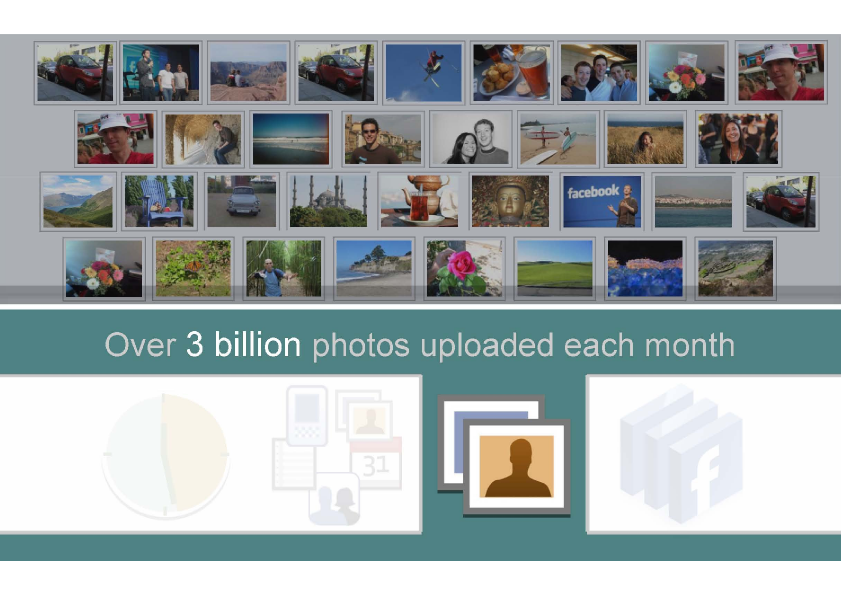 facebook
Over 3 billion photos uploaded each month
31
f